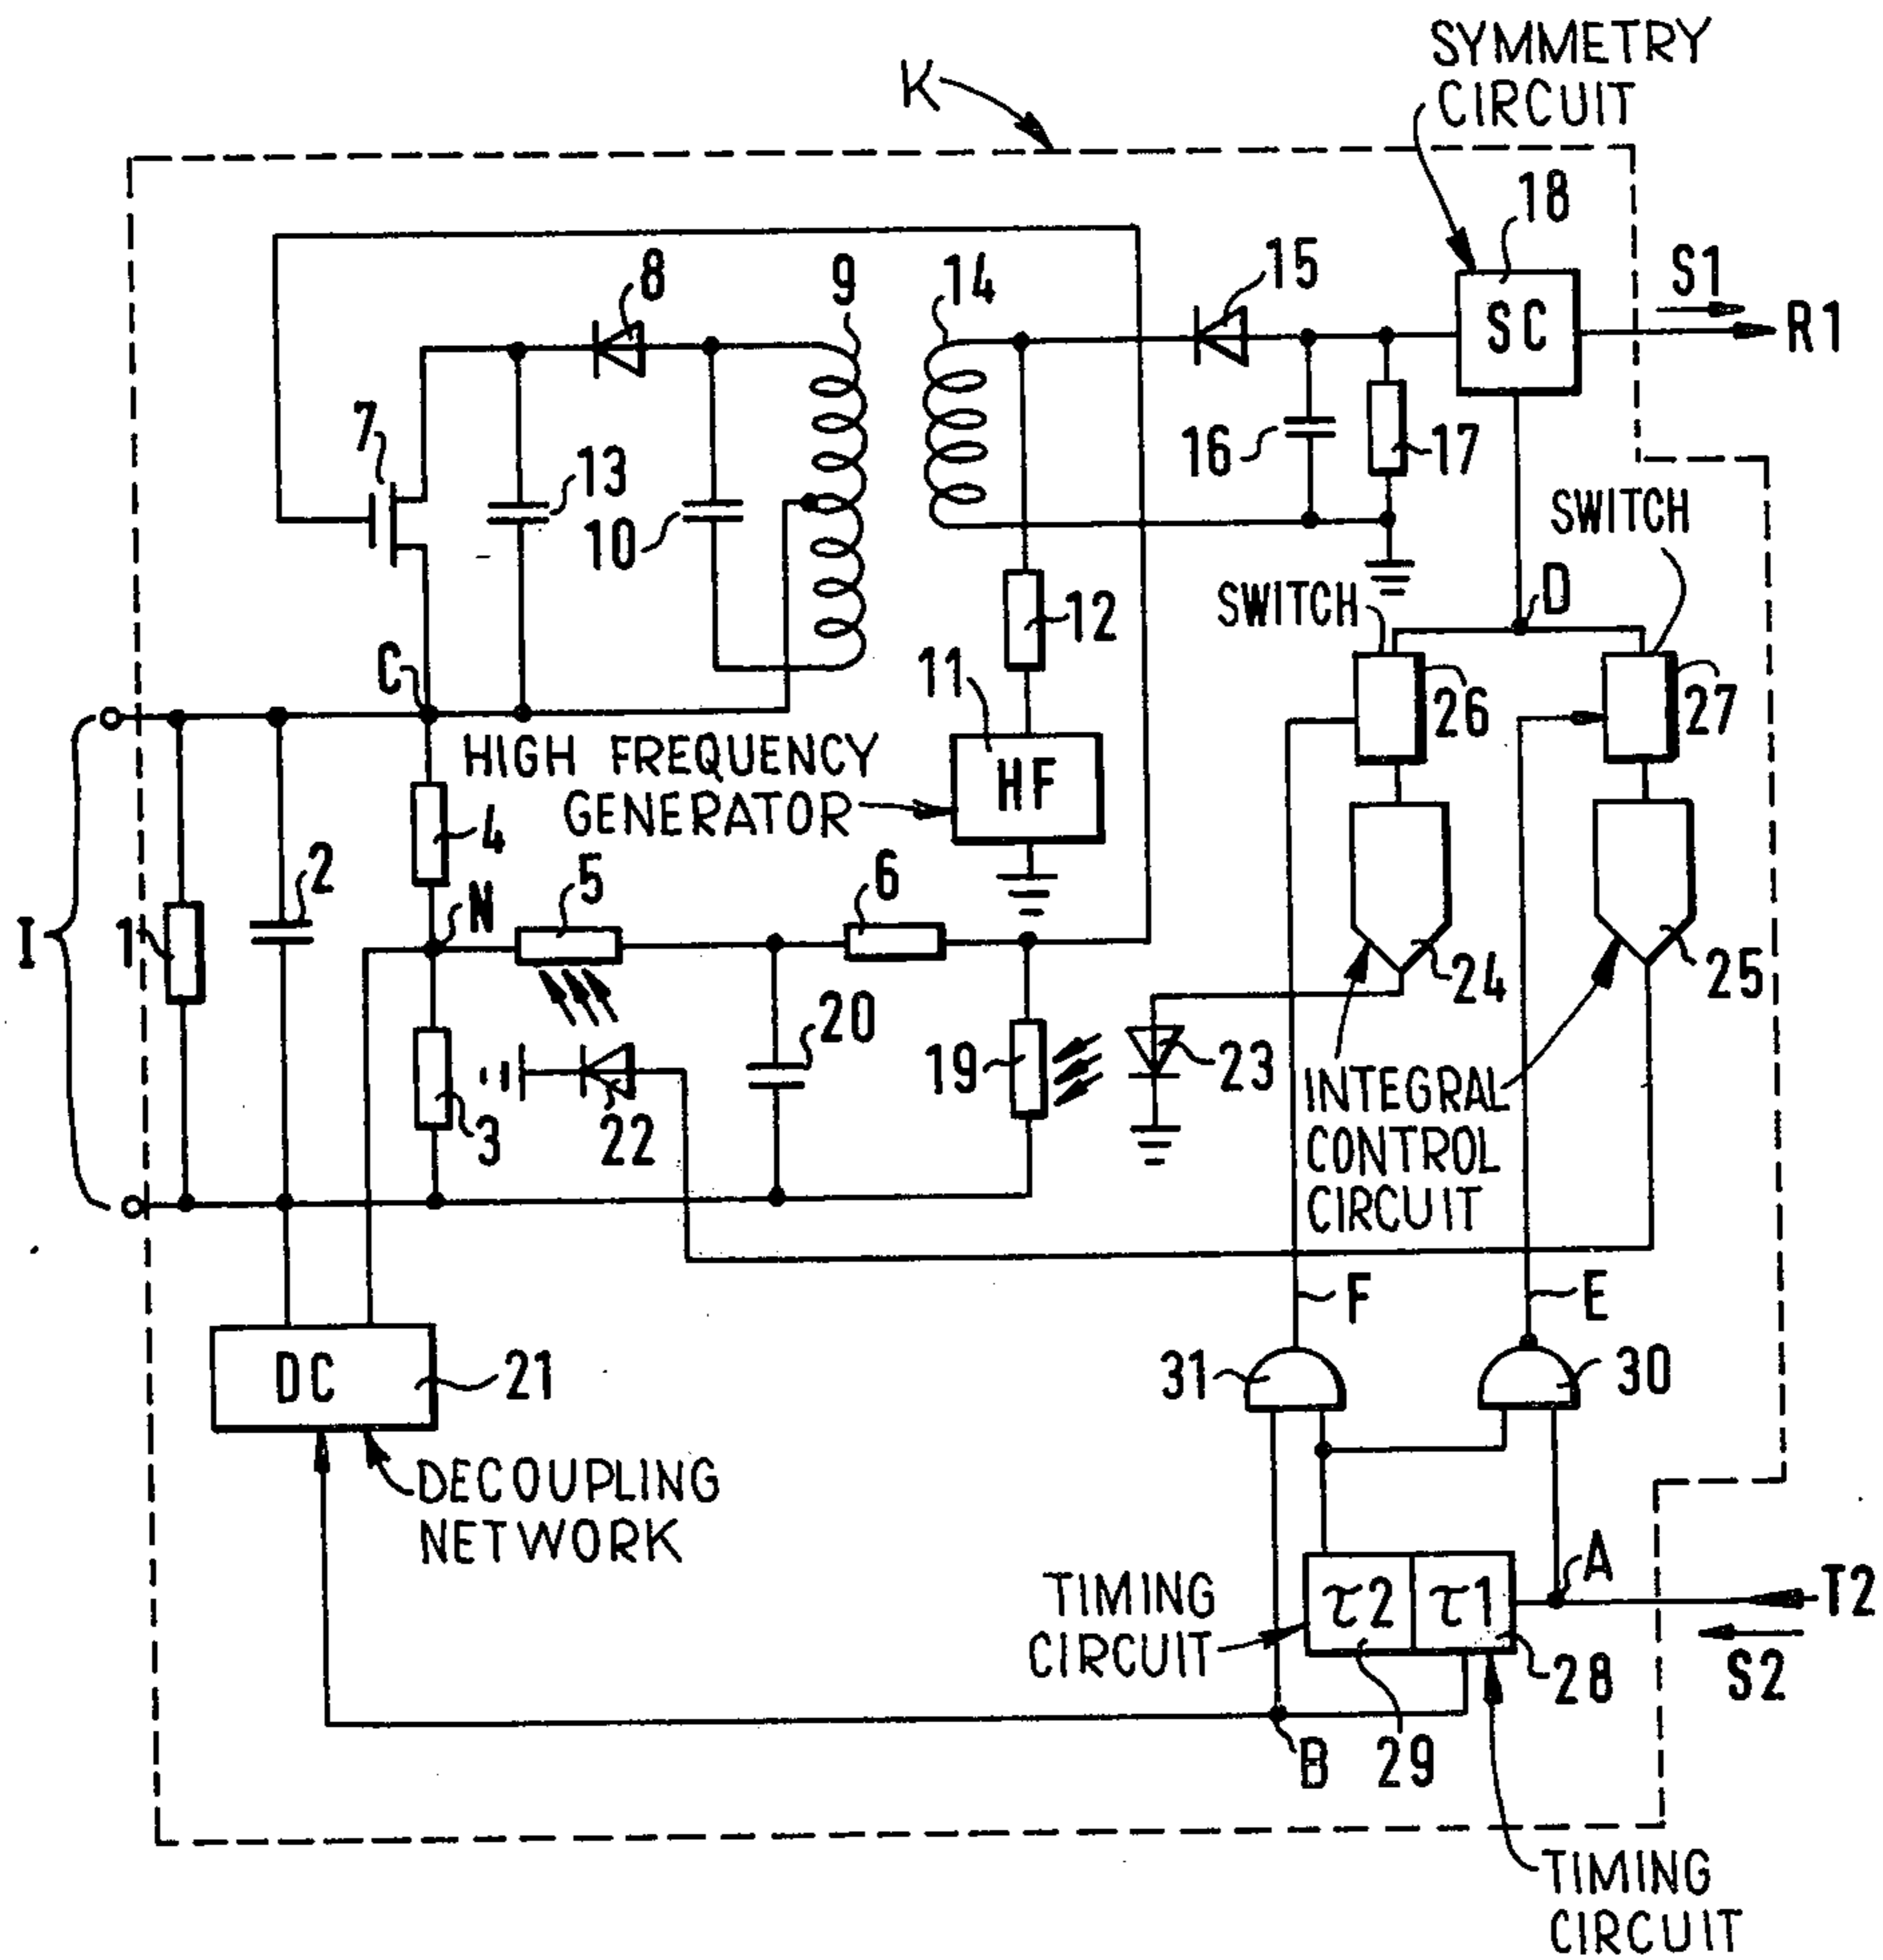 SYMMETRY
CIRCUIT
K
18
S1
SC
R1
8
9
14
15
7
13
10
16
17
SWITCH
SWITCH
D
12
C
11
26
27
HIGH FREQUENCY
GENERATOR
HF
4
2
5
6
N
I
1
24
25
20
19
23
3
22
INTEGRAL
CONTROL
CIRCUIT
F
E
31
30
DC
21
DECOUPLING
NETWORK
A
TIMING
CIRCUIT
τ2
τ1
T2
28
S2
B
29
TIMING
CIRCUIT